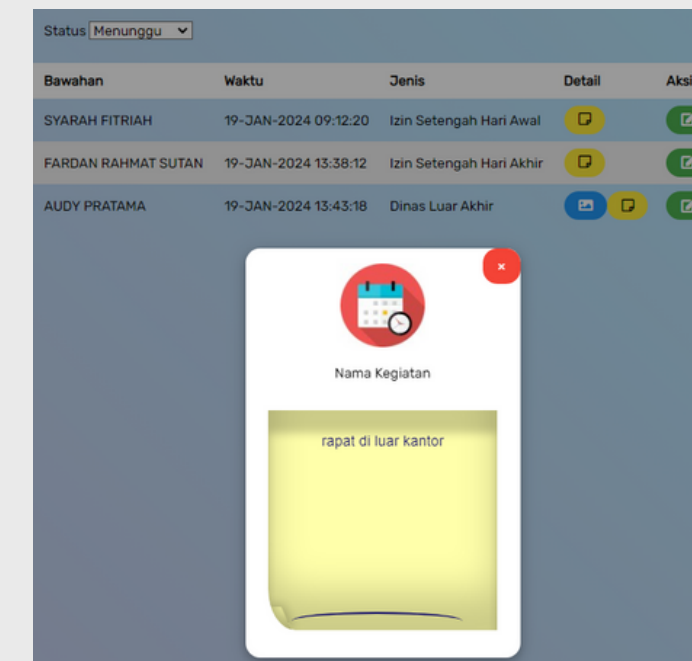 Status Menunggu
Bawahan Waktu Jenis Detail Aksi
SYARAH FITRIAH 19-JAN-2024 09:12:20 Izin Setengah Hari Awal
FARDAN RAHMAT SUTAN 19-JAN-2024 13:38:12 Izin Setengah Hari Akhir
AUDY PRATAMA 19-JAN-2024 13:43:18 Dinas Luar Akhir
Nama Kegiatan
rapat di luar kantor